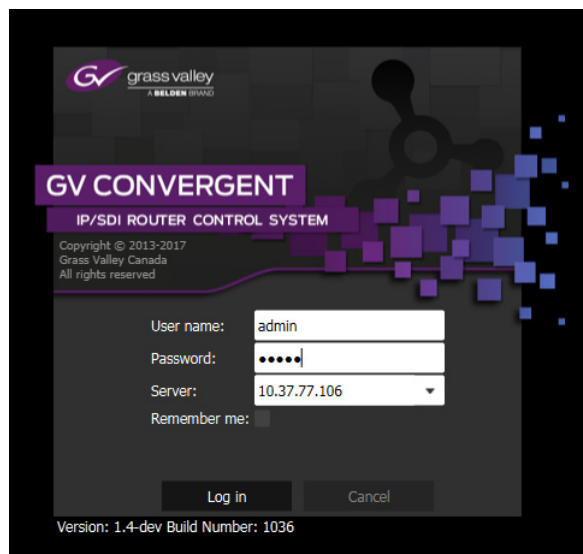 GV grass valley
A BELDEN BRAND
GV CONVERGENT
IP/SDI ROUTER CONTROL SYSTEM
Copyright © 2013-2017
Grass Valley Canada
All rights reserved
User name: admin
Password: •••••
Server: 10.37.77.106
Remember me:
Log in Cancel
Version: 1.4-dev Build Number: 1036